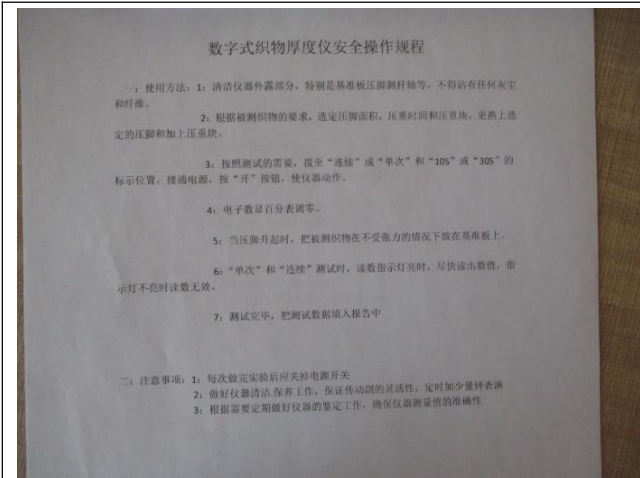 数字式织物厚度仪安全操作规程
一：使用方法：1：清洁仪器外露部分，特别是基准板压脚测杆轴等，不得沾有任何灰尘
和纤维。
2：根据被测织物的要求，选定压脚面积，压重时间和压重块，更换上选
定的压脚和加上压重块。
3：按照测试的需要，拨至“连续”或“单次”和“10S”或“30S”的
标示位置，接通电源，按“开”按钮，使仪器动作。
4：电子数显百分表调零。
5：当压脚升起时，把被测织物在不受张力的情况下放在基准板上。
6：“单次”和“连续”测试时，读数指示灯亮时，尽快读出数值，指
示灯不亮时读数无效。
7：测试完毕，把测试数据填入报告中
二：注意事项：1：每次做完实验后应关掉电源开关
2：做好仪器清洁.保养工作，保证传动部的灵活性，定时加少量钟表油
3：根据需要定期做好仪器的鉴定工作，确保仪器测量值的准确性